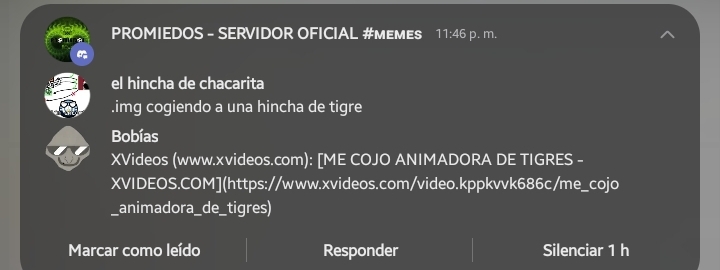 PROMIEDOS - SERVIDOR OFICIAL #MEMES 11:46 p. m.
el hincha de chacarita
.img cogiendo a una hincha de tigre
Bobías
XVideos (www.xvideos.com): [ME COJO ANIMADORA DE TIGRES -
XVIDEOS.COM](https://www.xvideos.com/video.kppkvvk686c/me_cojo
_animadora_de_tigres)
Marcar como leído Responder Silenciar 1 h